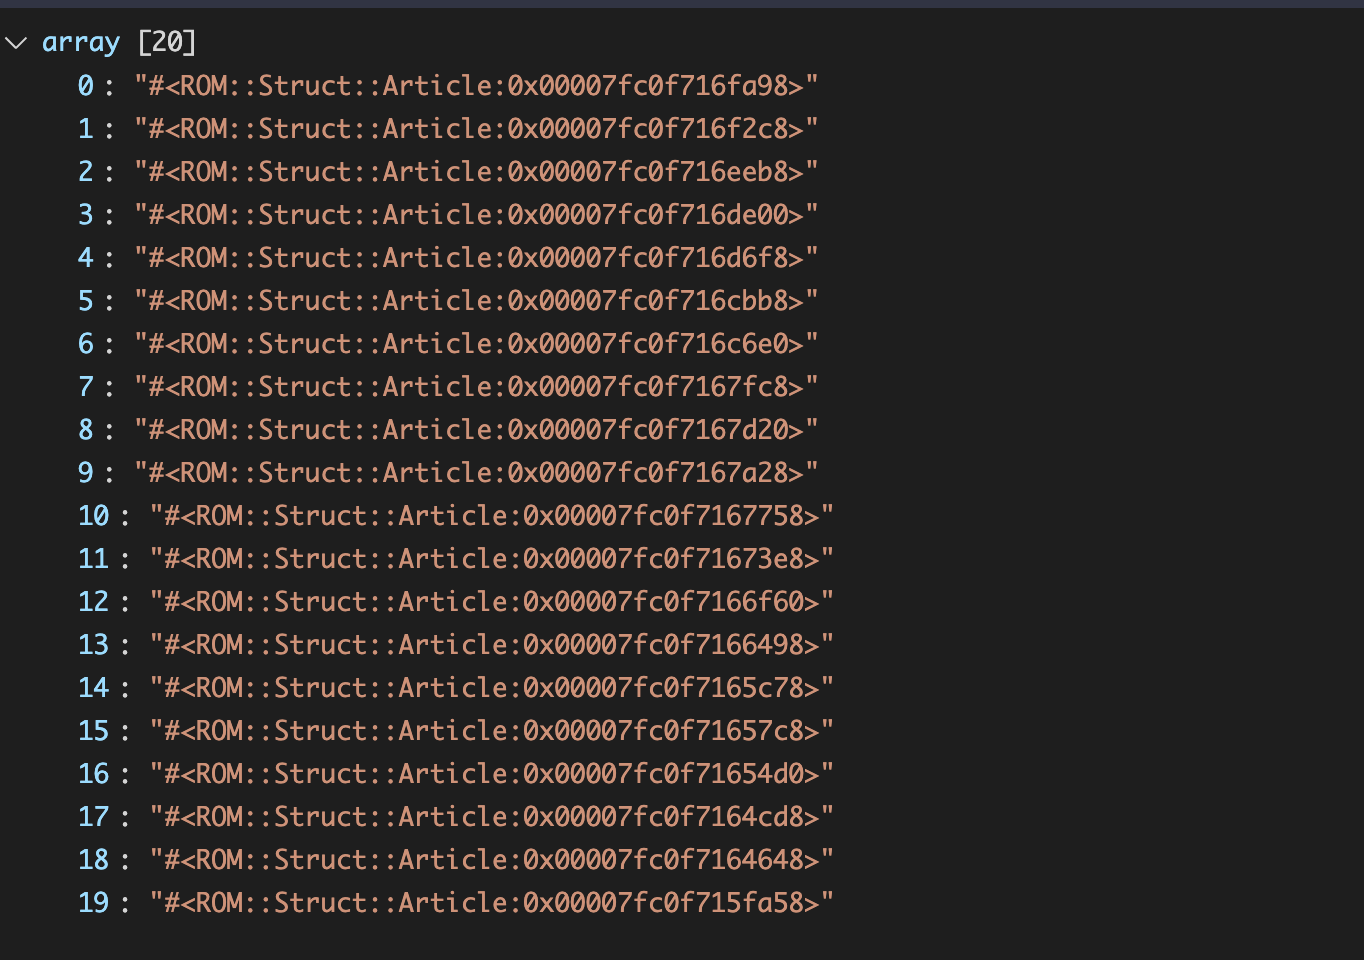 array [20]
0 : "#<ROM::Struct::Article:0x00007fc0f716fa98>"
1 : "#<ROM::Struct::Article:0x00007fc0f716f2c8>"
2 : "#<ROM::Struct::Article:0x00007fc0f716eeb8>"
3 : "#<ROM::Struct::Article:0x00007fc0f716de00>"
4 : "#<ROM::Struct::Article:0x00007fc0f716d6f8>"
5 : "#<ROM::Struct::Article:0x00007fc0f716cbb8>"
6 : "#<ROM::Struct::Article:0x00007fc0f716c6e0>"
7 : "#<ROM::Struct::Article:0x00007fc0f7167fc8>"
8 : "#<ROM::Struct::Article:0x00007fc0f7167d20>"
9 : "#<ROM::Struct::Article:0x00007fc0f7167a28>"
10 : "#<ROM::Struct::Article:0x00007fc0f7167758>"
11 : "#<ROM::Struct::Article:0x00007fc0f71673e8>"
12 : "#<ROM::Struct::Article:0x00007fc0f7166f60>"
13 : "#<ROM::Struct::Article:0x00007fc0f7166498>"
14 : "#<ROM::Struct::Article:0x00007fc0f7165c78>"
15 : "#<ROM::Struct::Article:0x00007fc0f71657c8>"
16 : "#<ROM::Struct::Article:0x00007fc0f71654d0>"
17 : "#<ROM::Struct::Article:0x00007fc0f7164cd8>"
18 : "#<ROM::Struct::Article:0x00007fc0f7164648>"
19 : "#<ROM::Struct::Article:0x00007fc0f715fa58>"